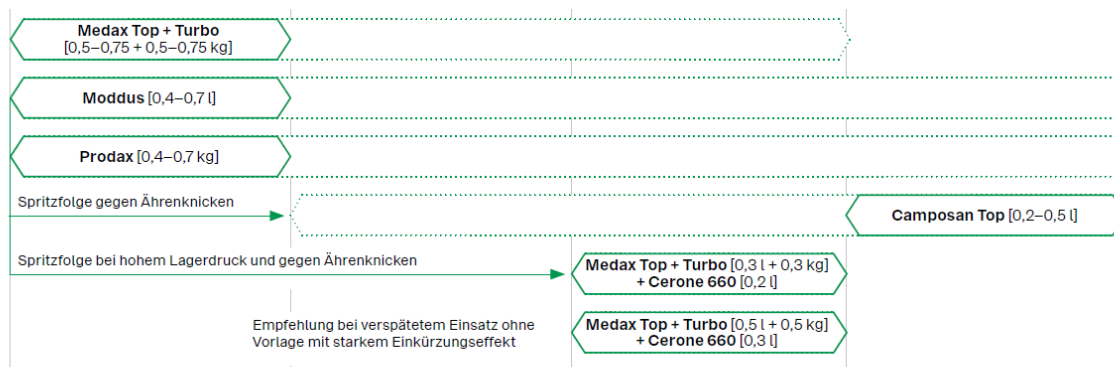 Medax Top + Turbo
[0,5–0,75 + 0,5–0,75 kg]
Moddus [0,4–0,7 l]
Prodax [0,4–0,7 kg]
Spritzfolge gegen Ährenknicken
Camposan Top [0,2–0,5 l]
Spritzfolge bei hohem Lagerdruck und gegen Ährenknicken
Medax Top + Turbo [0,3 l + 0,3 kg]
+ Cerone 660 [0,2 l]
Empfehlung bei verspätetem Einsatz ohne
Vorlage mit starkem Einkürzungseffekt
Medax Top + Turbo [0,5 l + 0,5 kg]
+ Cerone 660 [0,3 l]